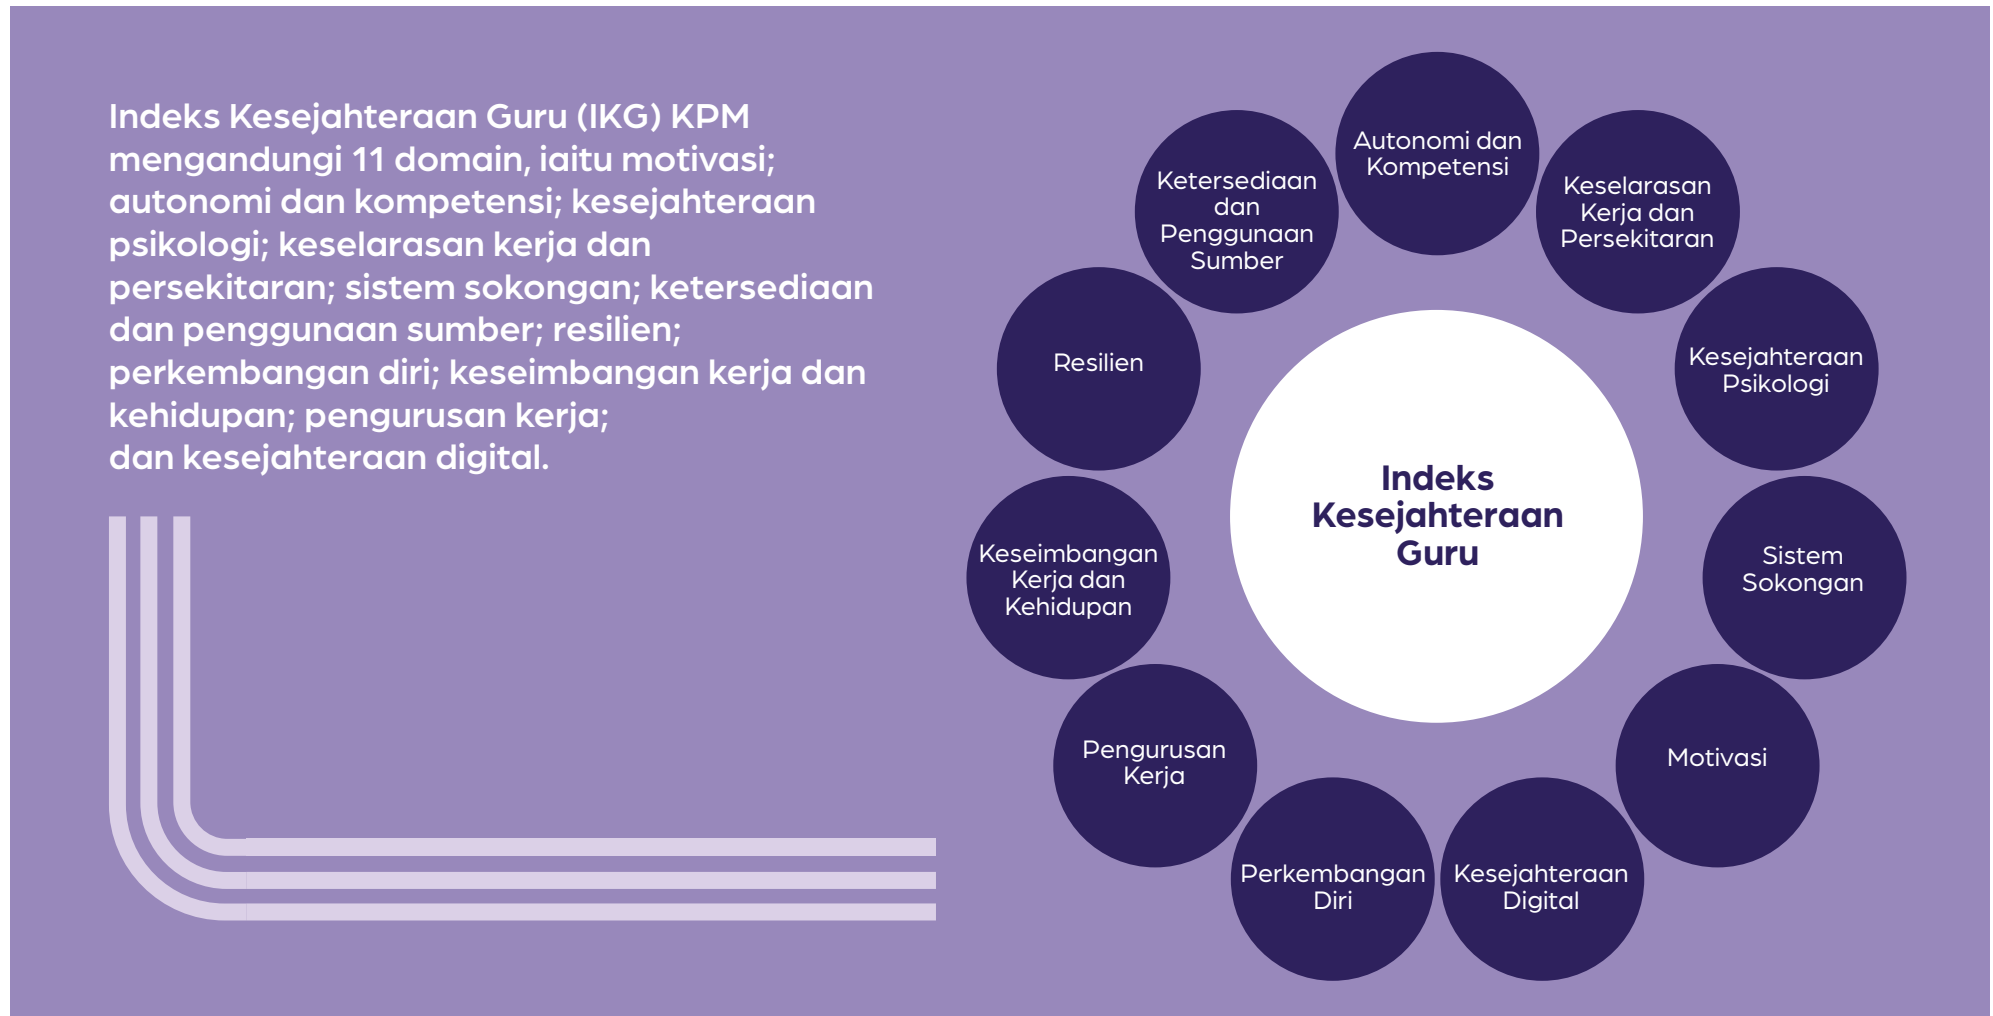 Indeks Kesejahteraan Guru (IKG) KPM
mengandungi 11 domain, iaitu motivasi;
autonomi dan kompetensi; kesejahteraan
psikologi; keselarasan kerja dan
persekitaran; sistem sokongan; ketersediaan
dan penggunaan sumber; resilien;
perkembangan diri; keseimbangan kerja dan
kehidupan; pengurusan kerja;
dan kesejahteraan digital.
Autonomi dan
Kompetensi
Keselarasan
Kerja dan
Persekitaran
Kesejahteraan
Psikologi
Sistem
Sokongan
Motivasi
Kesejahteraan
Digital
Perkembangan
Diri
Pengurusan
Kerja
Keseimbangan
Kerja dan
Kehidupan
Resilien
Ketersediaan
dan
Penggunaan
Sumber
Indeks
Kesejahteraan
Guru